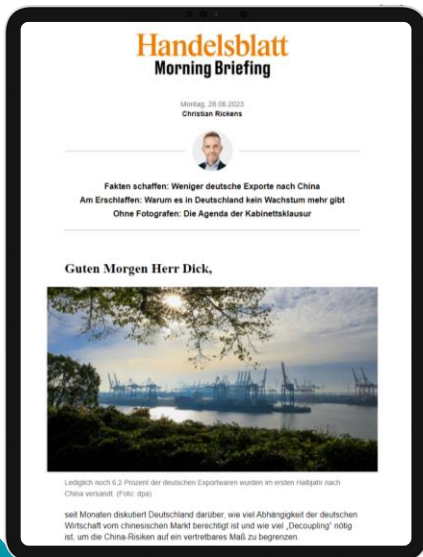 Handelsblatt
Morning Briefing
Montag, 28.08.2023
Christian Rickens
Fakten schaffen: Weniger deutsche Exporte nach China
Am Erschlaffen: Warum es in Deutschland kein Wachstum mehr gibt
Ohne Fotografen: Die Agenda der Kabinettsklausur
Guten Morgen Herr Dick,
Lediglich noch 6,2 Prozent der deutschen Exportwaren wurden im ersten Halbjahr nach
China versandt. (Foto: dpa)
seit Monaten diskutiert Deutschland darüber, wie viel Abhängigkeit der deutschen
Wirtschaft vom chinesischen Markt berechtigt ist und wie viel „Decoupling" nötig
ist, um die China-Risiken auf ein vertretbares Maß zu begrenzen.